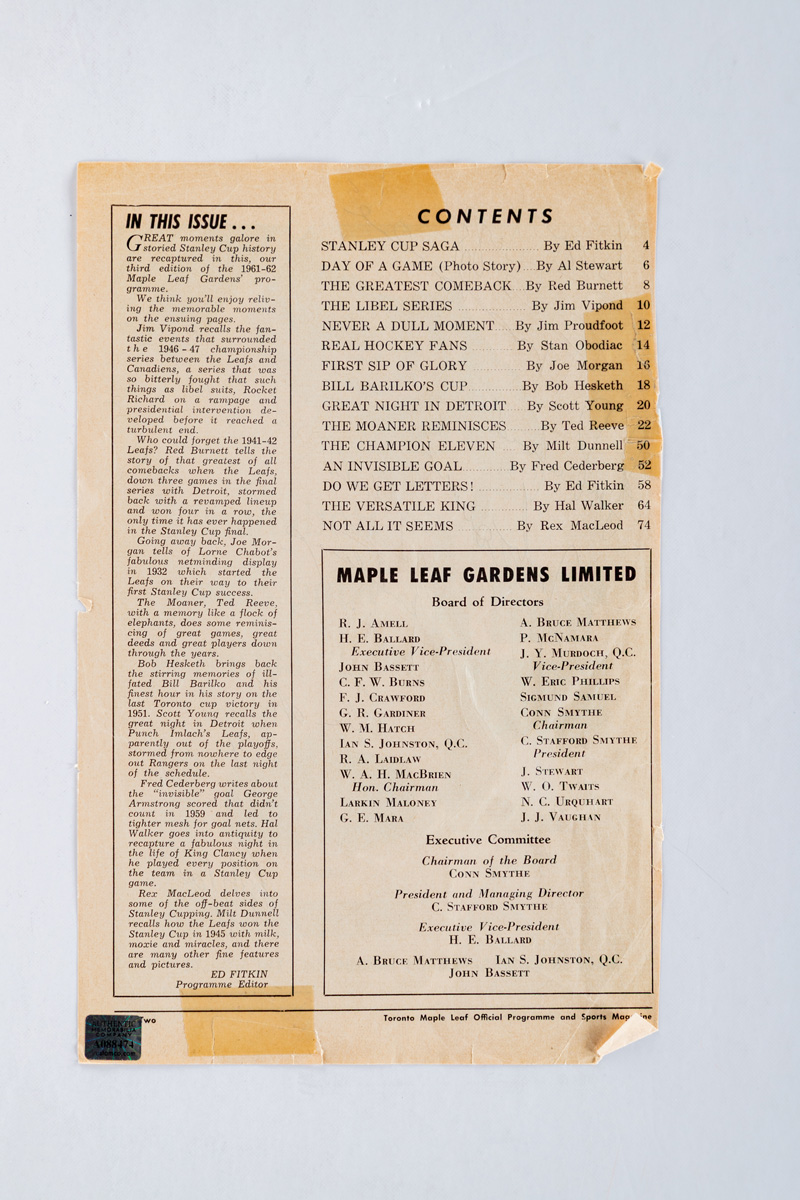 IN THIS ISSUE...
GREAT moments galore in
storied Stanley Cup history
are recaptured in this, our
third edition of the 1961-62
Maple Leaf Gardens' pro-
gramme.
We think you'll enjoy reliv-
ing the memorable moments
on the ensuing pages.
Jim Vipond recalls the fan-
tastic events that surrounded
the 1946-47 championship
series between the Leafs and
Canadiens, a series that was
so bitterly fought that such
things as libel suits, Rocket
Richard on a rampage and
presidential intervention de-
veloped before it reached a
turbulent end.
Who could forget the 1941-42
Leafs? Red Burnett tells the
story of that greatest of all
comebacks when the Leafs,
down three games in the final
series with Detroit, stormed
back with a revamped lineup
and won four in a row, the
only time it has ever happened
in the Stanley Cup final.
Going away back, Joe Mor-
gan tells of Lorne Chabot's
fabulous netminding display
in 1932 which started the
Leafs on their way to their
first Stanley Cup success.
The Moaner, Ted Reeve,
with a memory like a flock of
elephants, does some reminis-
cing of great games, great
deeds and great players down
through the years.
Bob Hesketh brings back
the stirring memories of ill-
fated Bill Barilko and his
finest hour in his story on the
last Toronto cup victory in
1951. Scott Young recalls the
great night in Detroit when
Punch Imlach's Leafs, ap-
parently out of the playoffs,
stormed from nowhere to edge
out Rangers on the last night
of the schedule.
Fred Cederberg writes about
the "invisible" goal George
Armstrong scored that didn't
count in 1959 and led to
tighter mesh for goal nets. Hal
Walker goes into antiquity to
recapture a fabulous night in
the life of King Clancy when
he played every position on
the team in a Stanley Cup
game.
Rex MacLeod delves into
some of the off-beat sides of
Stanley Cupping. Milt Dunnell
recalls how the Leafs won the
Stanley Cup in 1945 with milk,
moxie and miracles, and there
are many other fine features
and pictures.
ED FITKIN
Programme Editor
CONTENTS
STANLEY CUP SAGA By Ed Fitkin 4
DAY OF A GAME (Photo Story) By Al Stewart 6
THE GREATEST COMEBACK By Red Burnett 8
THE LIBEL SERIES By Jim Vipond 10
NEVER A DULL MOMENT By Jim Proudfoot 12
REAL HOCKEY FANS By Stan Obodiac 14
FIRST SIP OF GLORY By Joe Morgan 16
BILL BARILKO'S CUP By Bob Hesketh 18
GREAT NIGHT IN DETROIT By Scott Young 20
THE MOANER REMINISCES By Ted Reeve 22
THE CHAMPION ELEVEN By Milt Dunnell 50
AN INVISIBLE GOAL By Fred Cederberg 52
DO WE GET LETTERS! By Ed Fitkin 58
THE VERSATILE KING By Hal Walker 64
NOT ALL IT SEEMS By Rex MacLeod 74
MAPLE LEAF GARDENS LIMITED
Board of Directors
R. J. AMELL
H. E. BALLARD
Executive Vice-President
JOHN BASSETT
C. F. W. BURNS
F. J. CRAWFORD
G. R. GARDINER
W. M. HATCH
IAN S. JOHNSTON, Q.C.
R. A. LAIDLAW
W. A. H. MACBRIEN
Hon. Chairman
LARKIN MALONEY
G. E. MARA
A. BRUCE MATTHEWS
P. MCNAMARA
J. Y. MURDOCH, Q.C.
Vice-President
W. ERIC PHILLIPS
SIGMUND SAMUEL
CONN SMYTHE
Chairman
C. STAFFORD SMYTHE
President
J. STEWART
W. O. TWAITS
N. C. URQUHART
J. J. VAUGHAN
Executive Committee
Chairman of the Board
CONN SMYTHE
President and Managing Director
C. STAFFORD SMYTHE
Executive Vice-President
H. E. BALLARD
A. BRUCE MATTHEWS IAN S. JOHNSTON, Q.C.
JOHN BASSETT
Two
Toronto Maple Leaf Official Programme and Sports
AUTHENTIC
MEMORABILIA
COMPANY
A088474